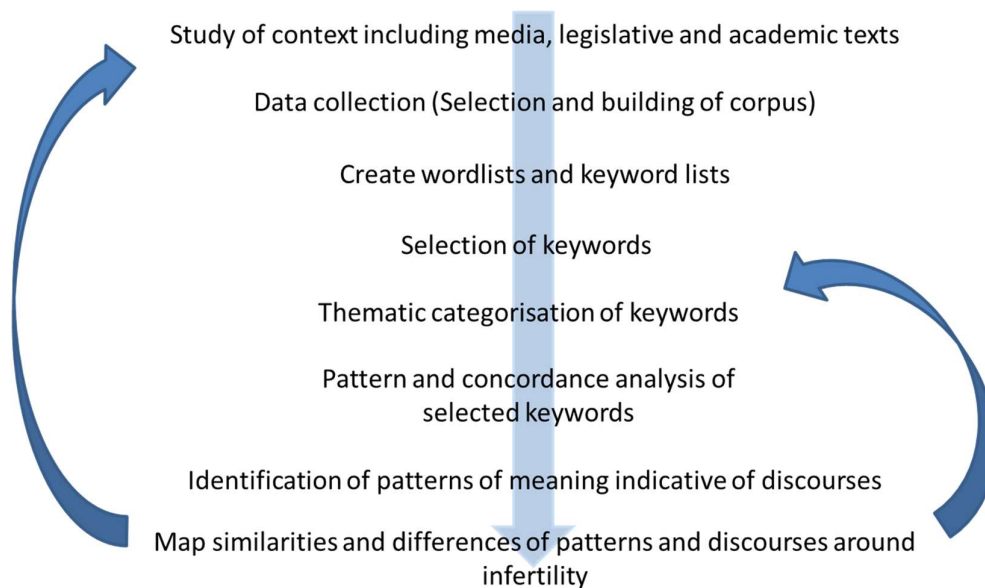 Study of context including media, legislative and academic texts
Data collection (Selection and building of corpus)
Create wordlists and keyword lists
Selection of keywords
Thematic categorisation of keywords
Pattern and concordance analysis of
selected keywords
Identification of patterns of meaning indicative of discourses
Map similarities and differences of patterns and discourses around
infertility